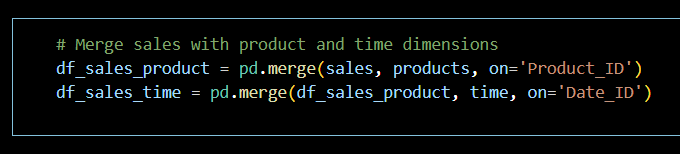 # Merge sales with product and time dimensions
df_sales_product = pd.merge(sales, products, on='Product_ID')
df_sales_time = pd.merge(df_sales_product, time, on='Date_ID')